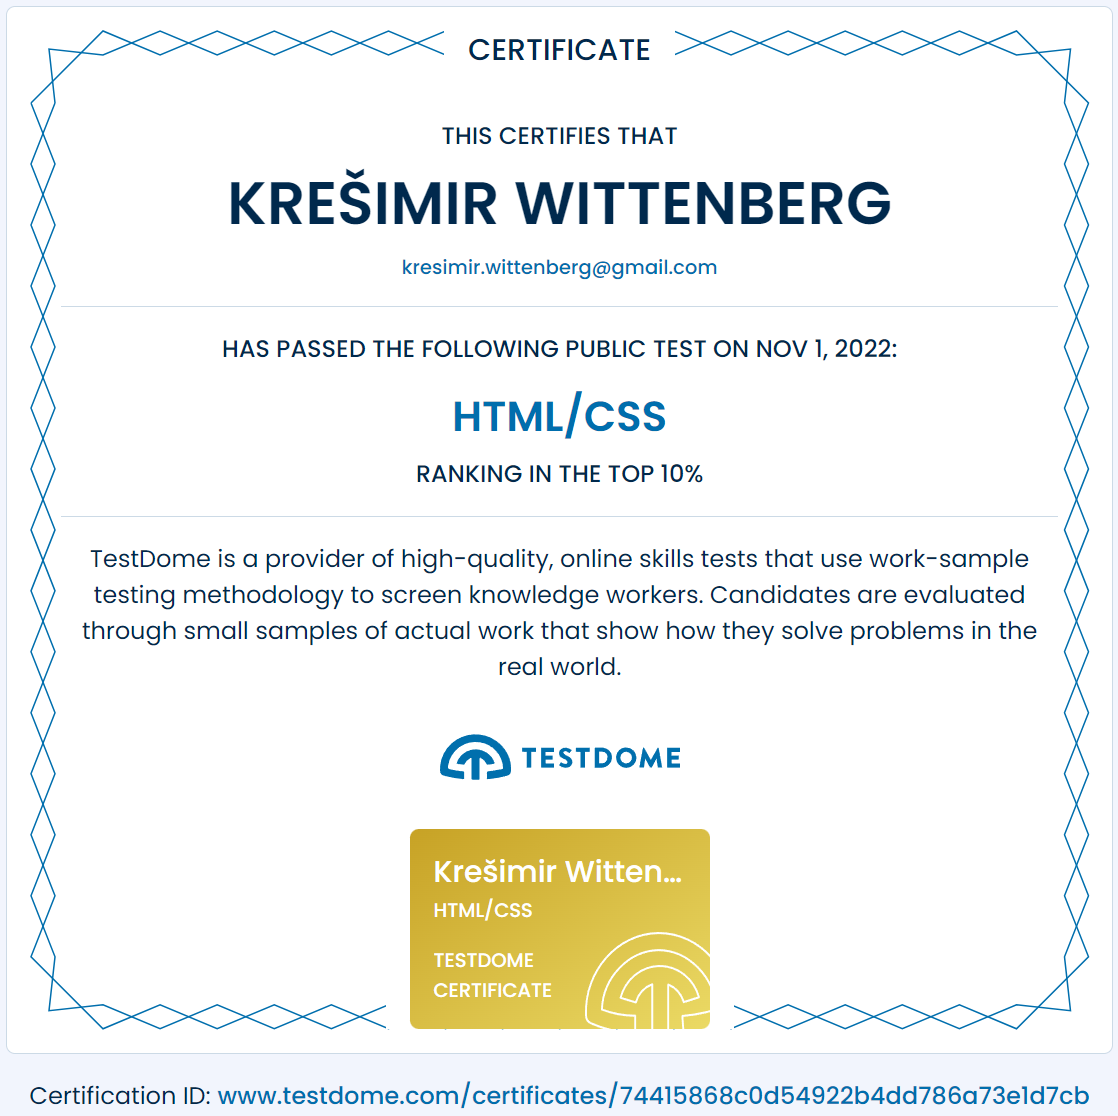 CERTIFICATE
THIS CERTIFIES THAT
KREŠIMIR WITTENBERG
kresimir.wittenberg@gmail.com
HAS PASSED THE FOLLOWING PUBLIC TEST ON NOV 1, 2022:
HTML/CSS
RANKING IN THE TOP 10%
TestDome is a provider of high-quality, online skills tests that use work-sample
testing methodology to screen knowledge workers. Candidates are evaluated
through small samples of actual work that show how they solve problems in the
real world.
TESTDOME
Krešimir Witten...
HTML/CSS
TESTDOME
CERTIFICATE
Certification ID: www.testdome.com/certificates/74415868c0d54922b4dd786a73e1d7cb